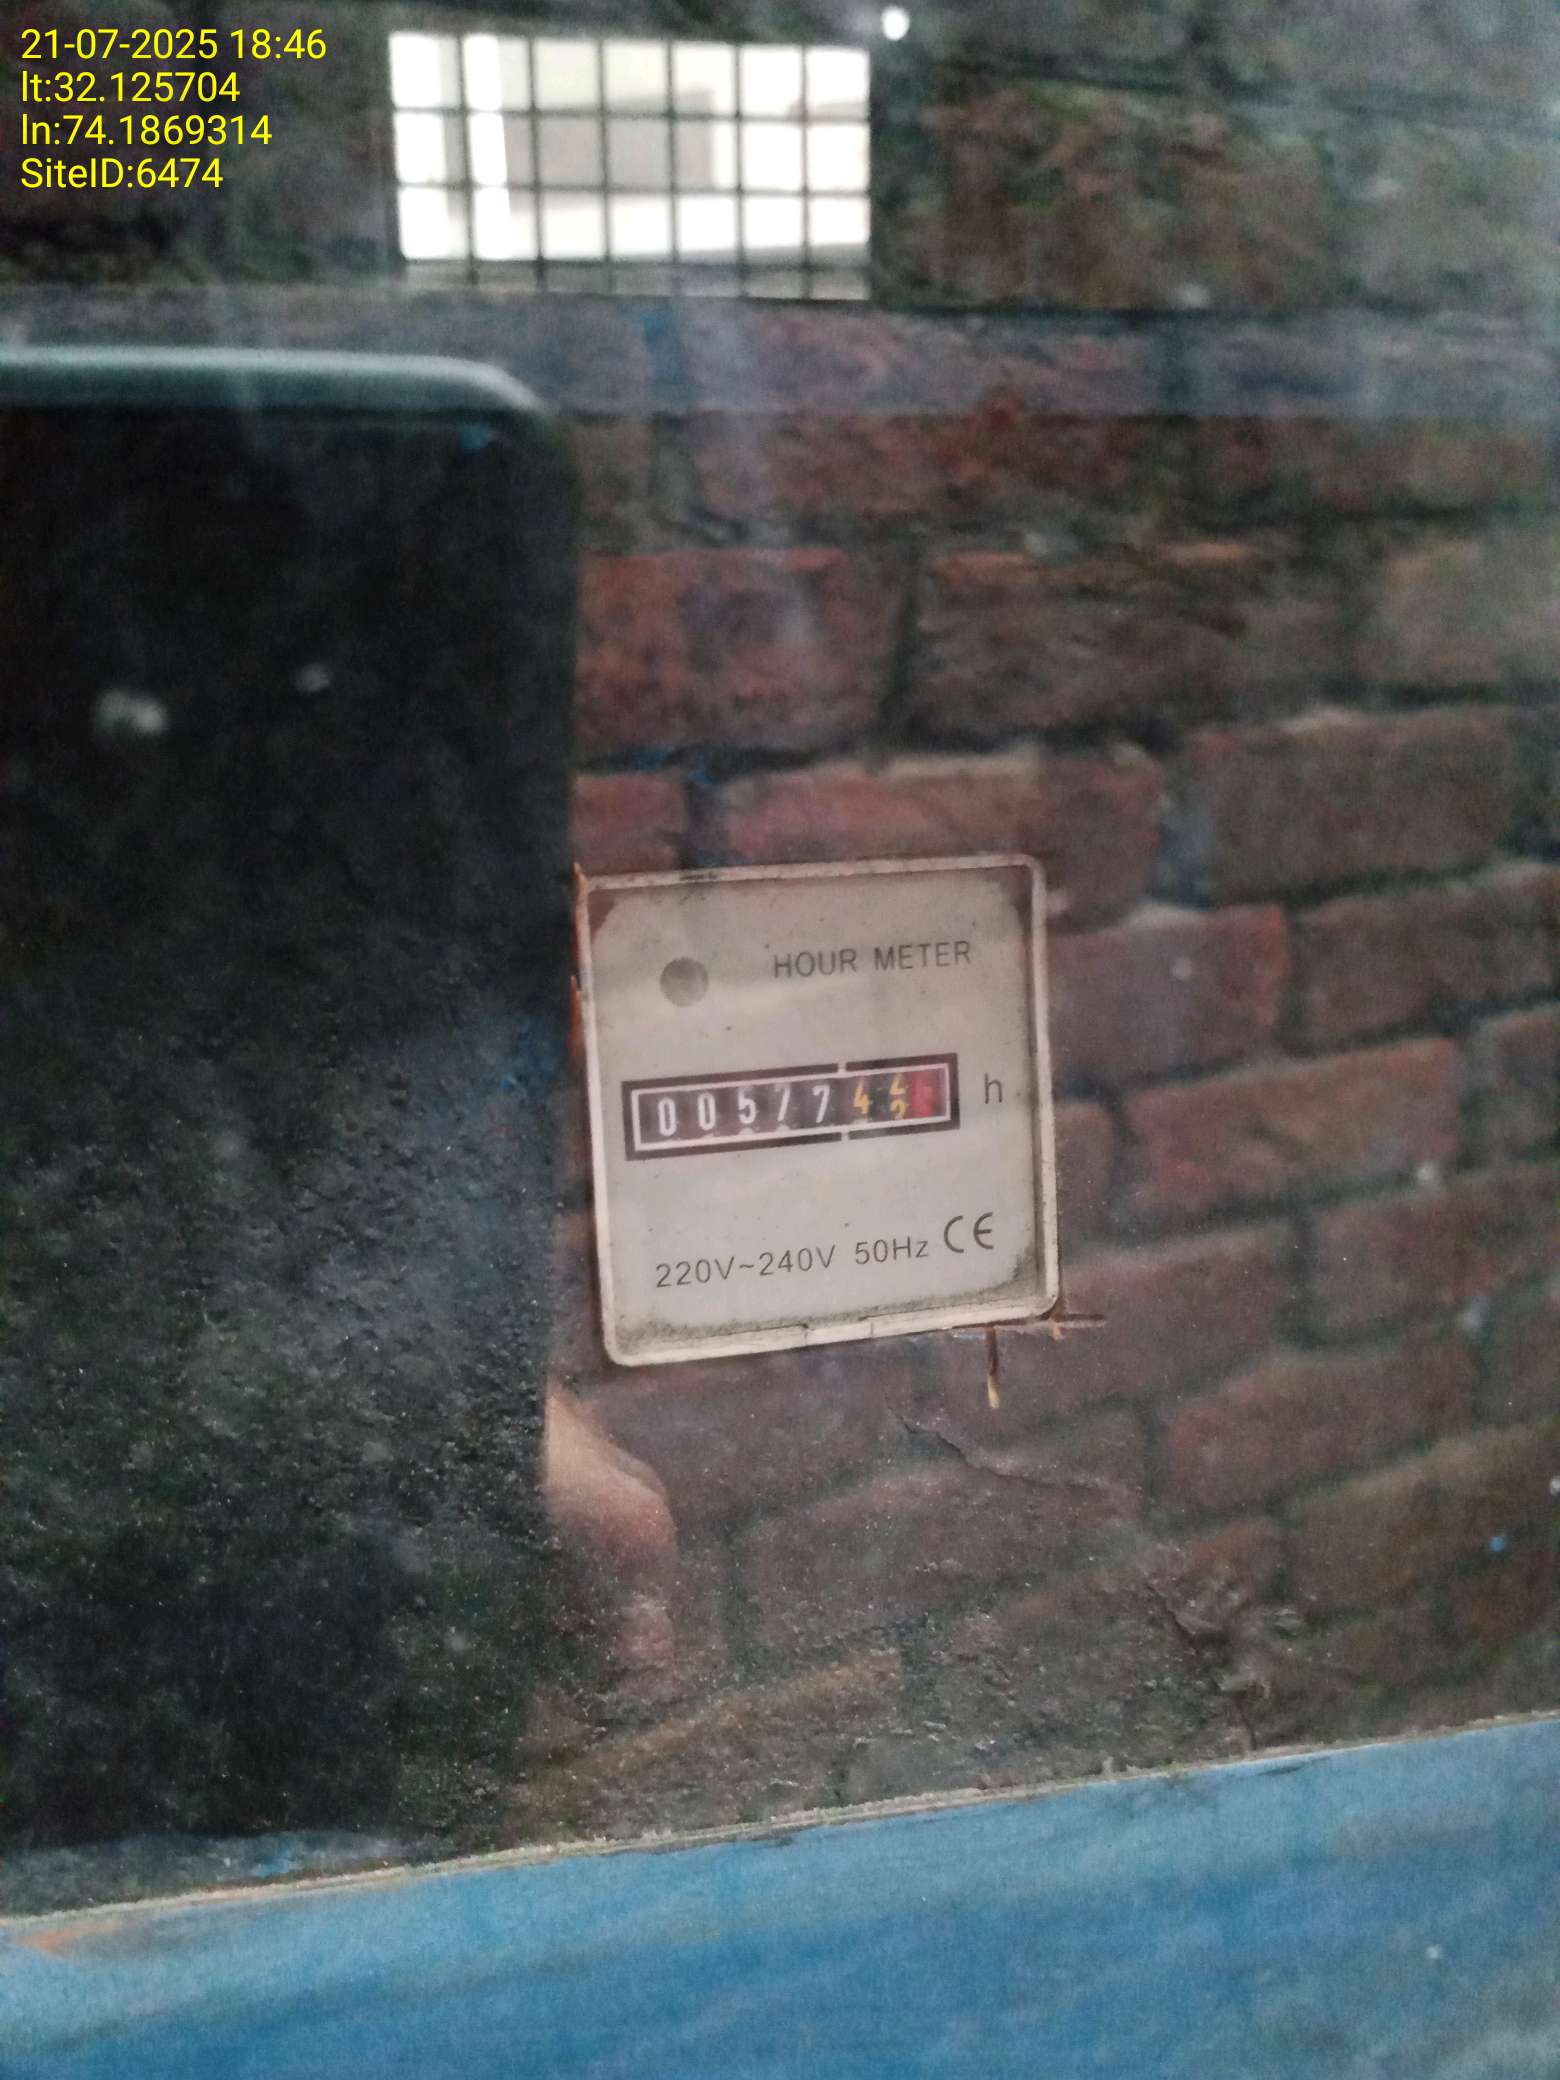 21-07-2025 18:46
lt:32.125704
ln:74.1869314
SiteID:6474
HOUR METER
005774
h
220V~240V 50Hz CE